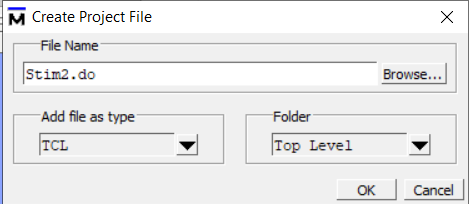 Create Project File
File Name
Stim2.do
Browse...
Add file as type
Folder
TCL
Top Level
OK
Cancel